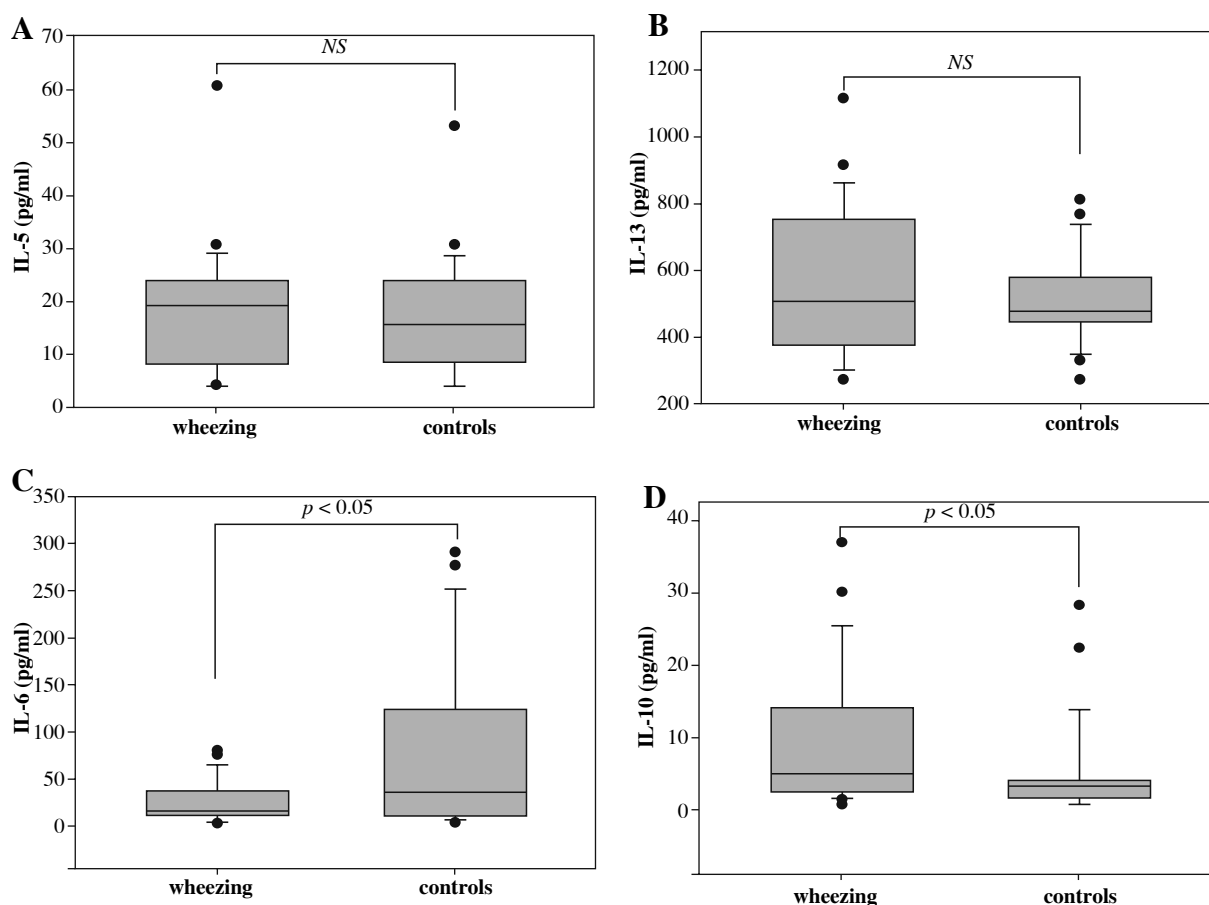 A
70
60
50
40
30
20
10
0
IL-5 (pg/ml)
NS
wheezing controls
B
1200
1000
800
600
400
200
IL-13 (pg/ml)
NS
wheezing controls
C
350
300
250
200
150
100
50
0
IL-6 (pg/ml)
p < 0.05
wheezing controls
D
40
30
20
10
0
IL-10 (pg/ml)
p < 0.05
wheezing controls